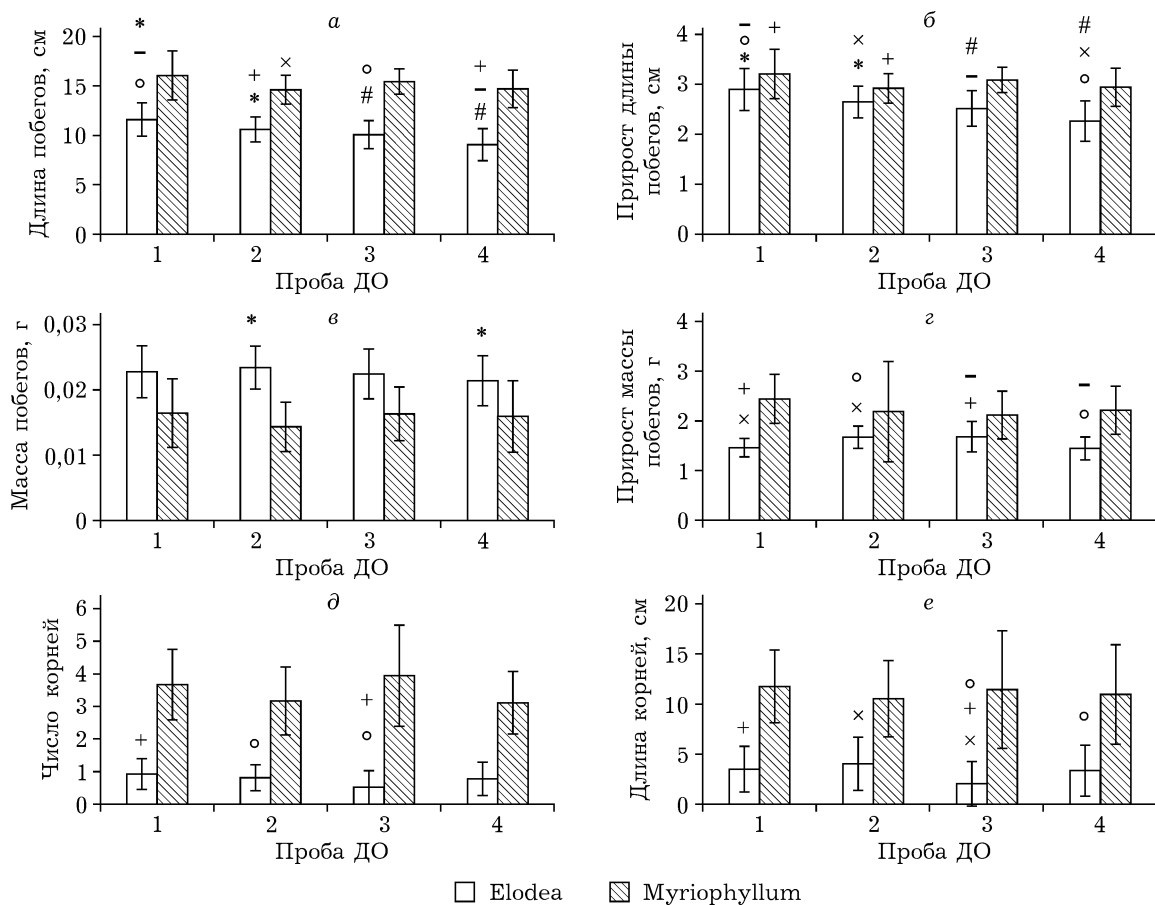 а
Длина побегов, см
20
15
10
5
0
* – ○ + * × ○ # + – #
1 2 3 4
Проба ДО
б
Прирост длины
побегов, см
4
3
2
1
0
– ○ * + × * + # – # × ○
1 2 3 4
Проба ДО
в
Масса побегов, г
0,03
0,02
0,01
0
* *
1 2 3 4
Проба ДО
г
Прирост массы
побегов, г
4
3
2
1
0
+ × ○ × – + – ○
1 2 3 4
Проба ДО
д
Число корней
6
5
4
3
2
1
0
+ ○ + ○
1 2 3 4
Проба ДО
е
Длина корней, см
20
15
10
5
0
+ × ○ + × ○
1 2 3 4
Проба ДО
Elodea Myriophyllum